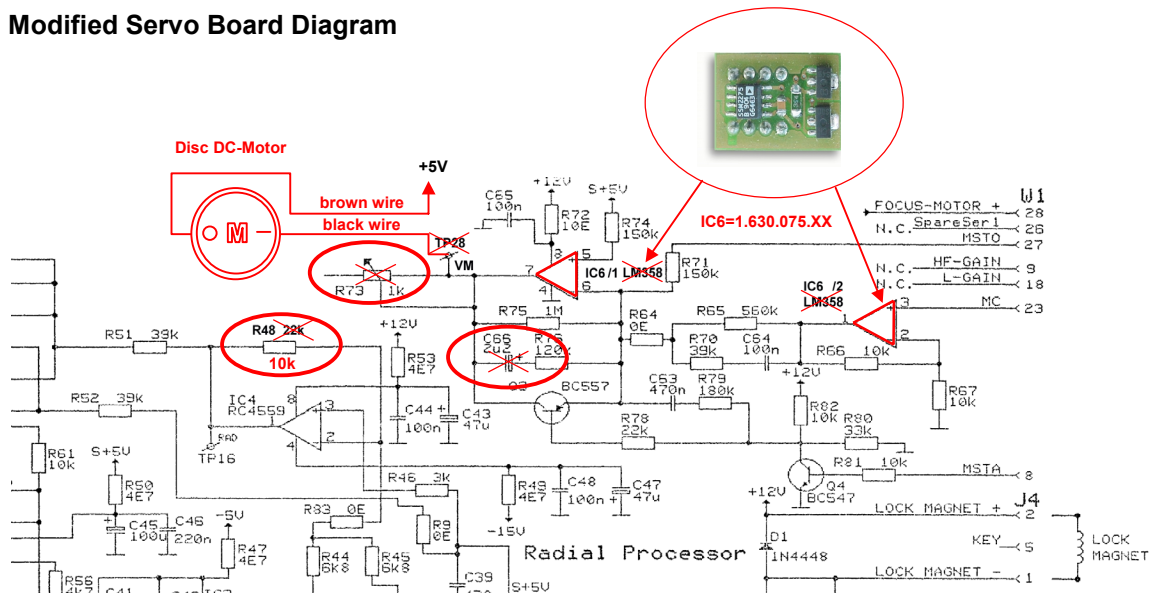 Modified Servo Board Diagram
SSM2275
Disc DC-Motor
+5V
brown wire
black wire
M
TP28
VM
+12V
C65
100n
R72
10E
S+5V
R74
150k
IC6=1.630.075.XX
W1
FOCUS-MOTOR + 28
N.C. SpareSer1 26
MSTO 27
N.C. HF-GAIN 9
N.C. L-GAIN 18
MC 23
R73 1k
8
7
5
6
4
IC6/1 LM358
R71
150k
IC6 /2
LM358
1
3
2
R75 1M
R64
0E
R65 560k
R70
39k
C64
100n
R66 10k
+12V
R67
10k
C66
2u2
+
R76
120k
R51 39k
R48 22k
10k
+12V
R53
4E7
BC557
C63
470n
R79
180k
R82
10k
R80
33k
R78
22k
R52 39k
IC4
RC4559
8
1
3
2
4
C44
100n
+
C43
47u
RAD
TP16
R61
10k
S+5V
R50
4E7
R46 3k
R49
4E7
-15V
C48
100n
+
C47
47u
R81 10k
Q4
BC547
MSTA 8
+12V
J4
LOCK MAGNET + 2
KEY 5
LOCK MAGNET - 1
LOCK
MAGNET
D1
1N4448
R83 0E
R9
0E
Radial Processor
+
C45
100u
C46
220n
-5V
R47
4E7
R44
6k8
R45
6k8
C39
S+5V
R56
4k7
C41